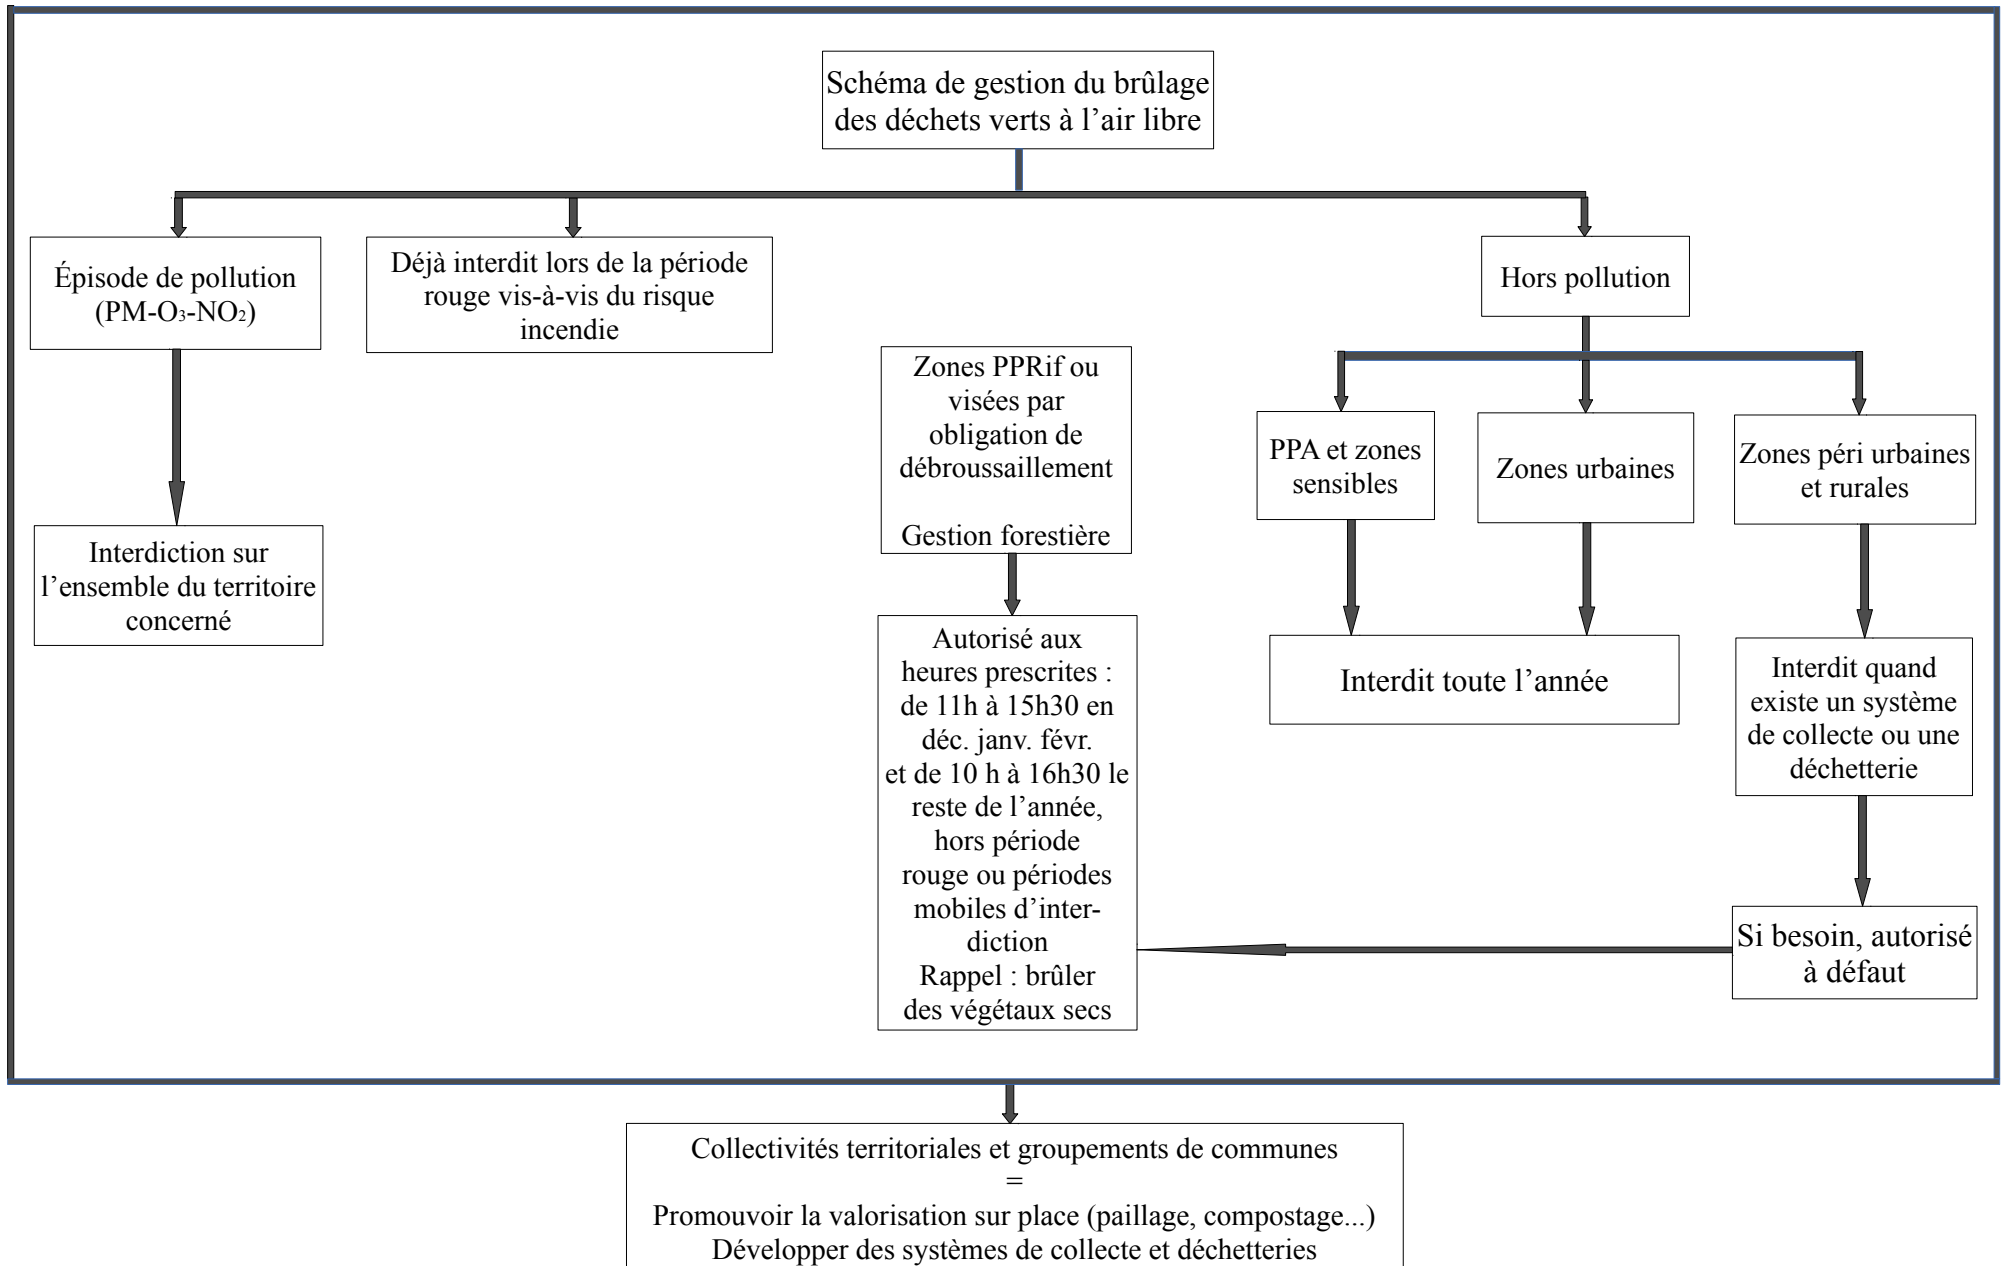 Schéma de gestion du brûlage
des déchets verts à l’air libre
Épisode de pollution
(PM-O₃-NO₂)
Déjà interdit lors de la période
rouge vis-à-vis du risque
incendie
Hors pollution
Zones PPRif ou
visées par
obligation de
débroussaillement
Gestion forestière
PPA et zones
sensibles
Zones urbaines
Zones péri urbaines
et rurales
Interdiction sur
l’ensemble du territoire
concerné
Autorisé aux
heures prescrites :
de 11h à 15h30 en
déc. janv. févr.
et de 10 h à 16h30 le
reste de l’année,
hors période
rouge ou périodes
mobiles d’inter-
diction
Rappel : brûler
des végétaux secs
Interdit toute l’année
Interdit quand
existe un système
de collecte ou une
déchetterie
Si besoin, autorisé
à défaut
Collectivités territoriales et groupements de communes
=
Promouvoir la valorisation sur place (paillage, compostage...)
Développer des systèmes de collecte et déchetteries